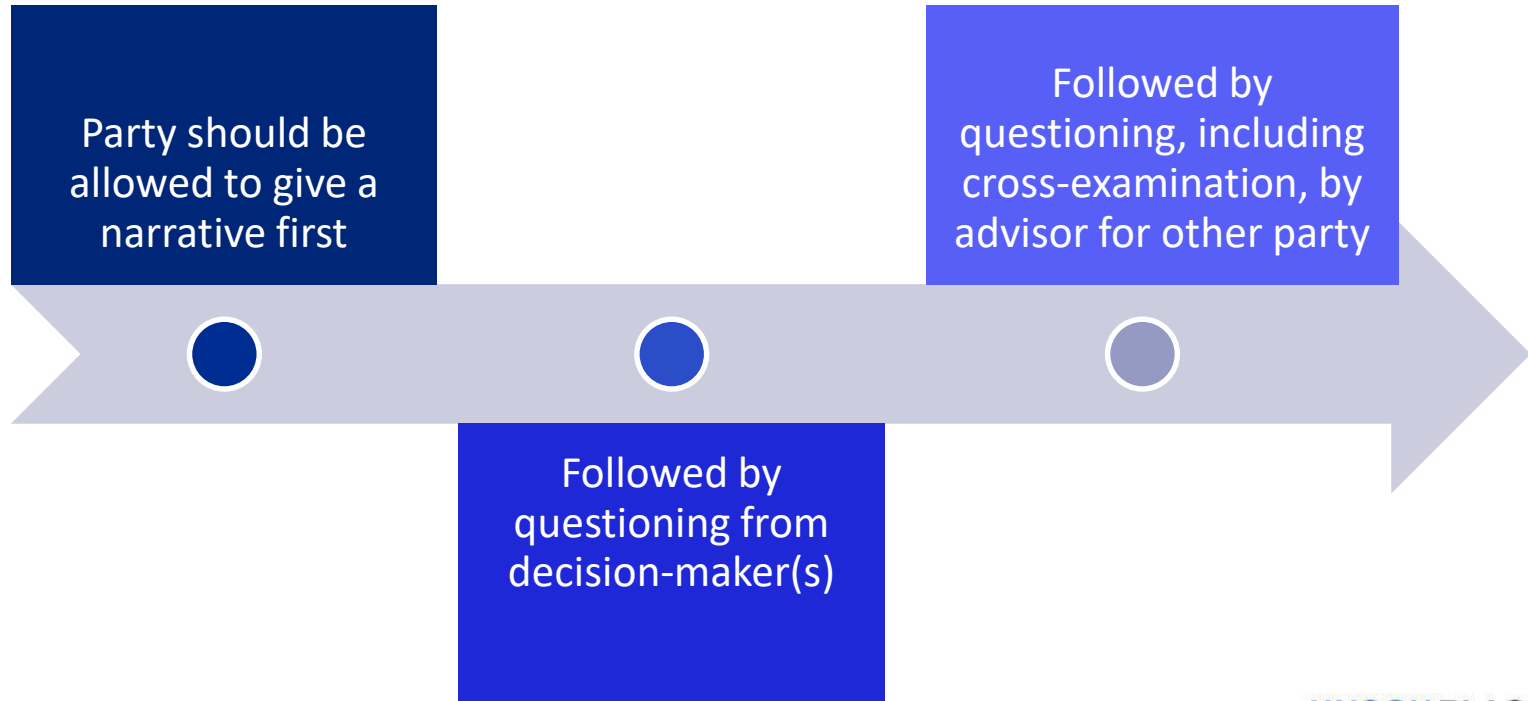 Party should be
allowed to give a
narrative first
Followed by
questioning from
decision-maker(s)
Followed by
questioning, including
cross-examination, by
advisor for other party